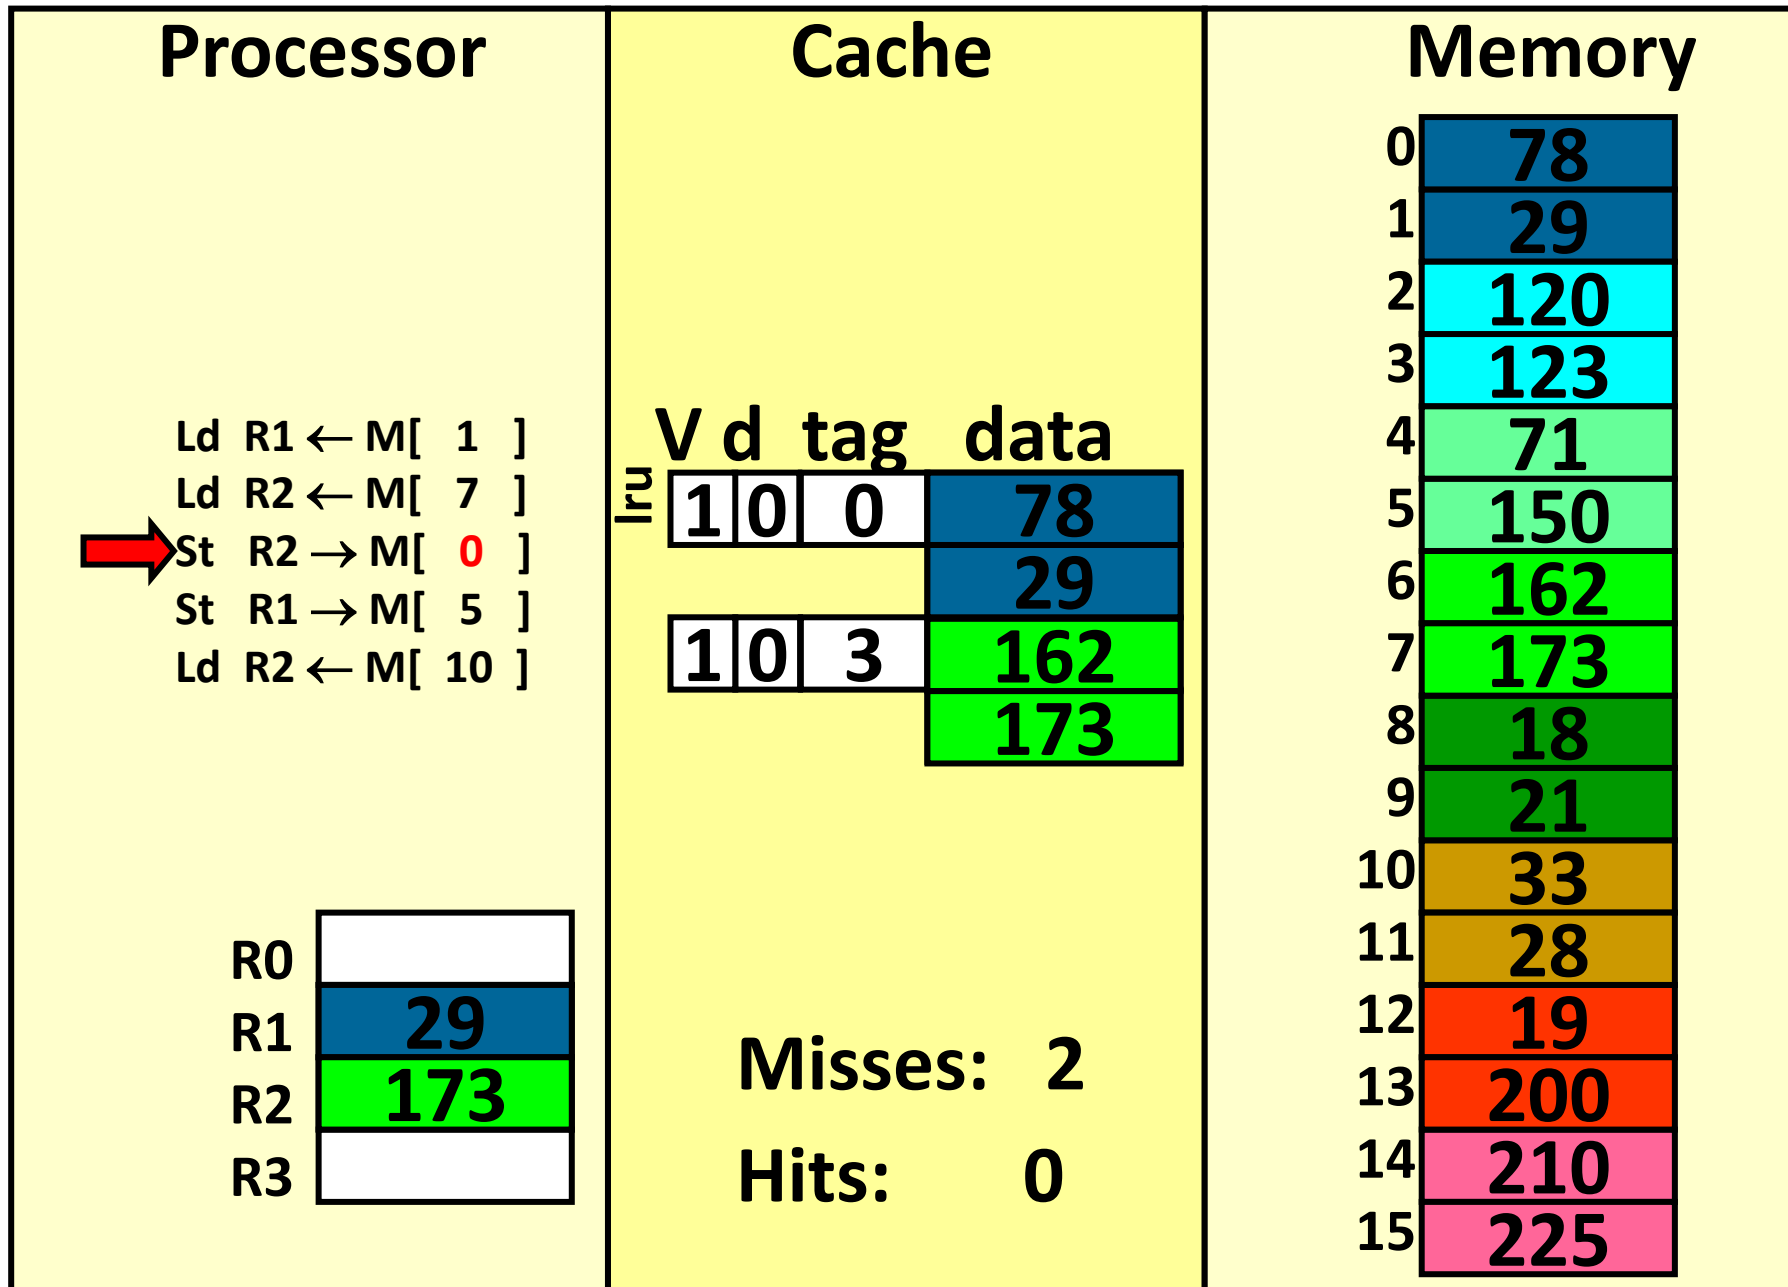 Processor
Ld R1 ← M[ 1 ]
Ld R2 ← M[ 7 ]
St R2 → M[ 0 ]
St R1 → M[ 5 ]
Ld R2 ← M[ 10 ]
R0
R1 29
R2 173
R3
Cache
V d tag data
lru
1 0 0 78
29
1 0 3 162
173
Misses: 2
Hits: 0
Memory
0 78
1 29
2 120
3 123
4 71
5 150
6 162
7 173
8 18
9 21
10 33
11 28
12 19
13 200
14 210
15 225